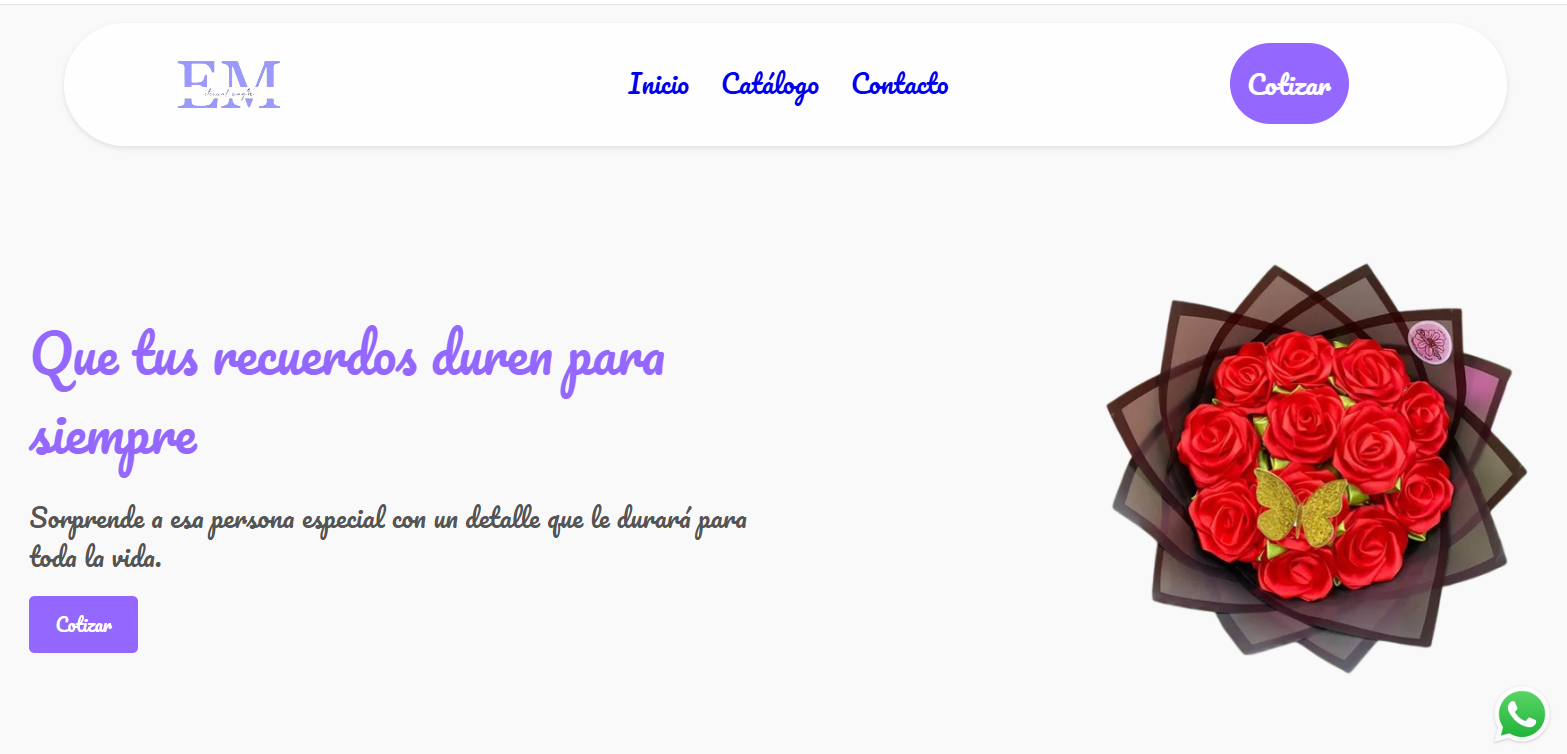 EM
Inicio Catálogo Contacto
Cotizar
Que tus recuerdos duren para
siempre
Sorprende a esa persona especial con un detalle que le durará para
toda la vida.
Cotizar